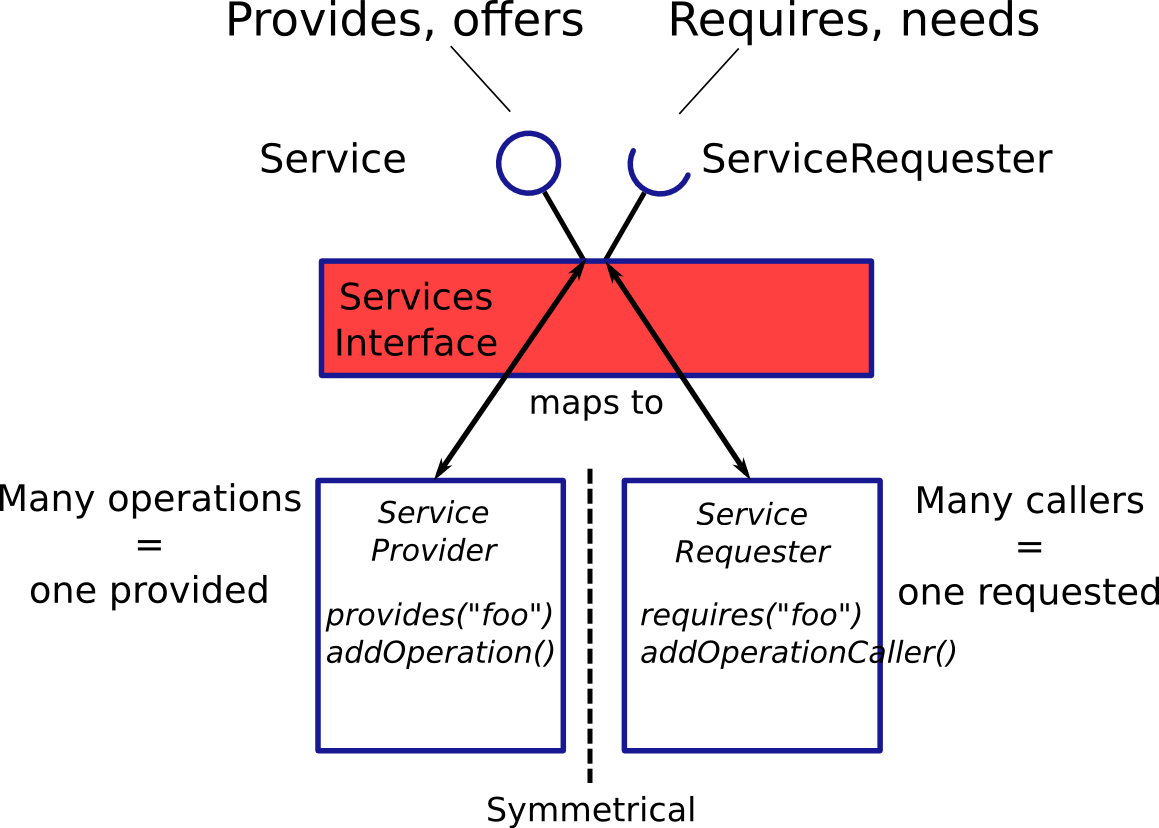 Provides, offers
Requires, needs
Service
ServiceRequester
Services
Interface
maps to
Many operations
=
one provided
Service
Provider
provides("foo")
addOperation()
Service
Requester
requires("foo")
addOperationCaller()
Many callers
=
one requested
Symmetrical